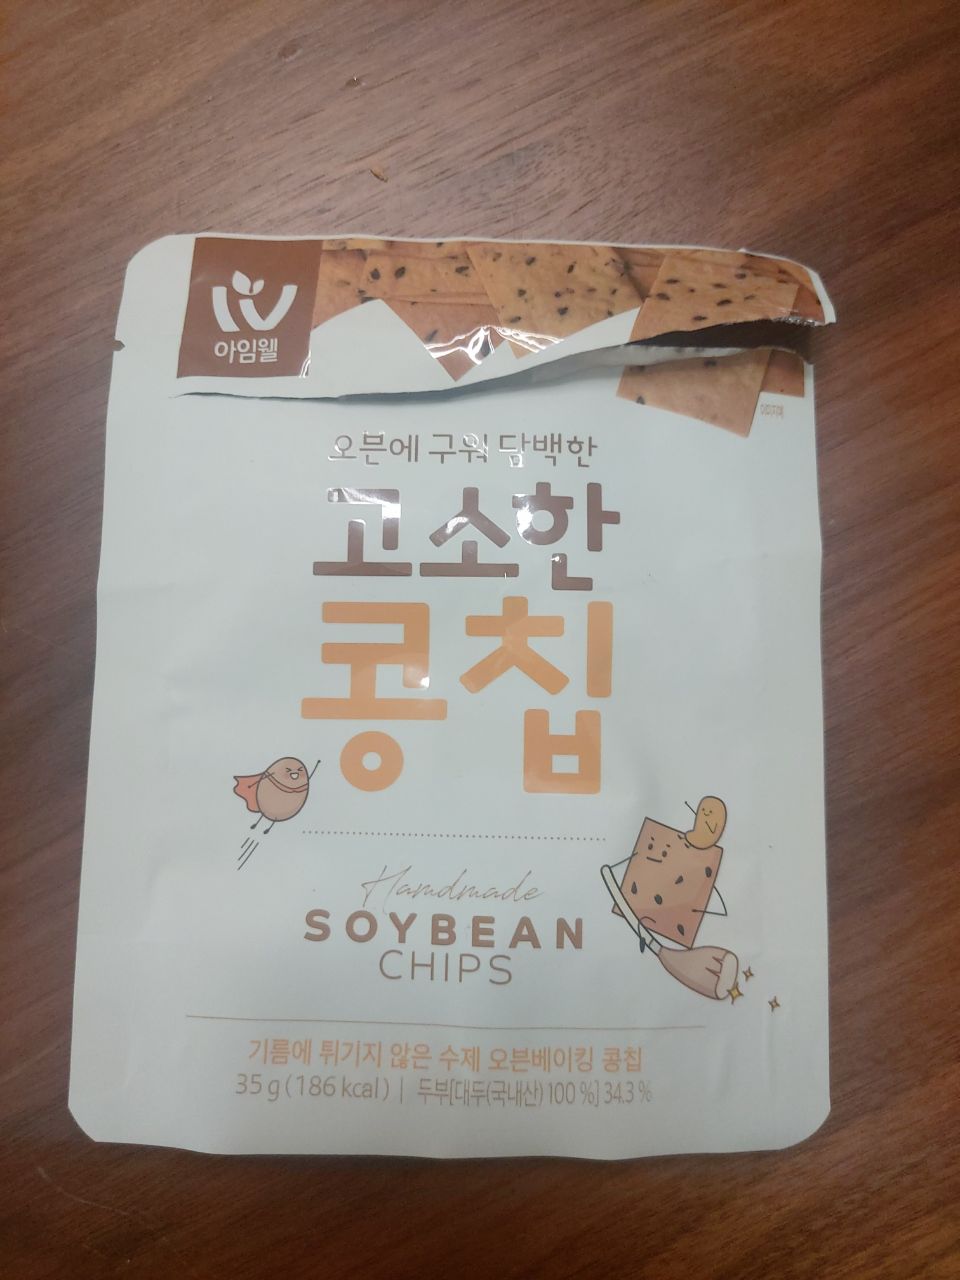 아임웰
오븐에 구워 담백한
고소한
콩칩
Hamdmade
SOYBEAN
CHIPS
기름에 튀기지 않은 수제 오븐베이킹 콩칩
35 g (186 kcal) | 두부[대두(국내산) 100 %] 34.3 %